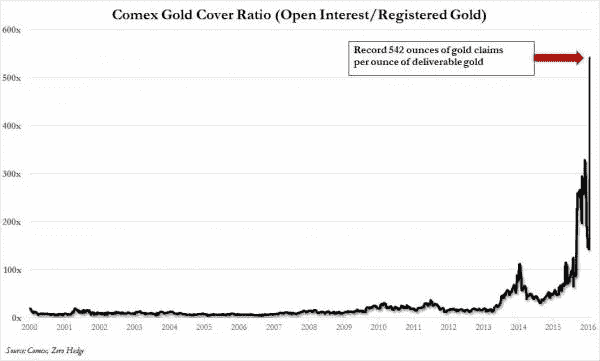 Comex Gold Cover Ratio (Open Interest/Registered Gold)
600x
Record 542 ounces of gold claims
per ounce of deliverable gold
500x
400x
300x
200x
100x
0x
2000 2001 2002 2003 2004 2005 2006 2007 2008 2009 2010 2011 2012 2013 2014 2015 2016
Source: Comex, Zero Hedge